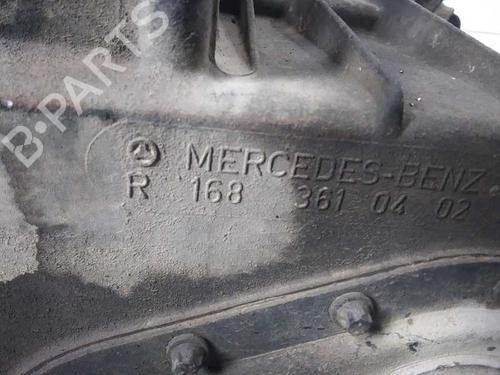 B-PARTS
MERCEDES-BENZ
R 168 361 04 02